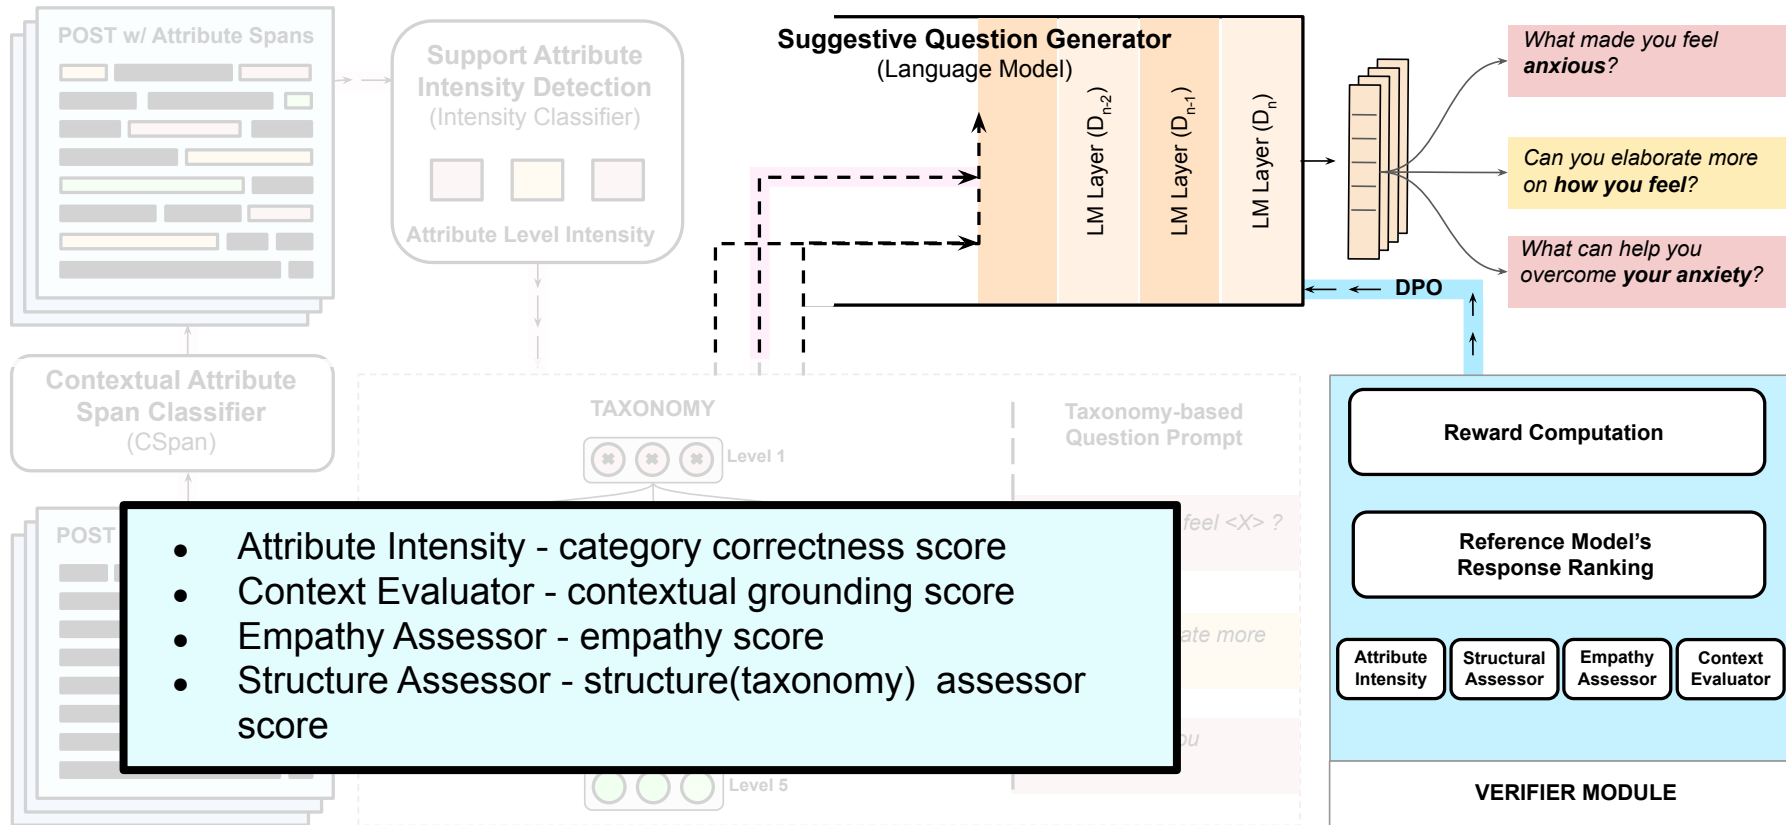 POST w/ Attribute Spans
Support Attribute
Intensity Detection
(Intensity Classifier)
Attribute Level Intensity
Suggestive Question Generator
(Language Model)
LM Layer (Dn-2)
LM Layer (Dn-1)
LM Layer (Dn)
What made you feel
anxious?
Can you elaborate more
on how you feel?
What can help you
overcome your anxiety?
DPO
Contextual Attribute
Span Classifier
(CSpan)
TAXONOMY
Level 1
Taxonomy-based
Question Prompt
Reward Computation
Reference Model's
Response Ranking
Attribute
Intensity
Structural
Assessor
Empathy
Assessor
Context
Evaluator
VERIFIER MODULE
POST
feel <X> ?
more
● Attribute Intensity - category correctness score
● Context Evaluator - contextual grounding score
● Empathy Assessor - empathy score
● Structure Assessor - structure(taxonomy) assessor
score
Level 5